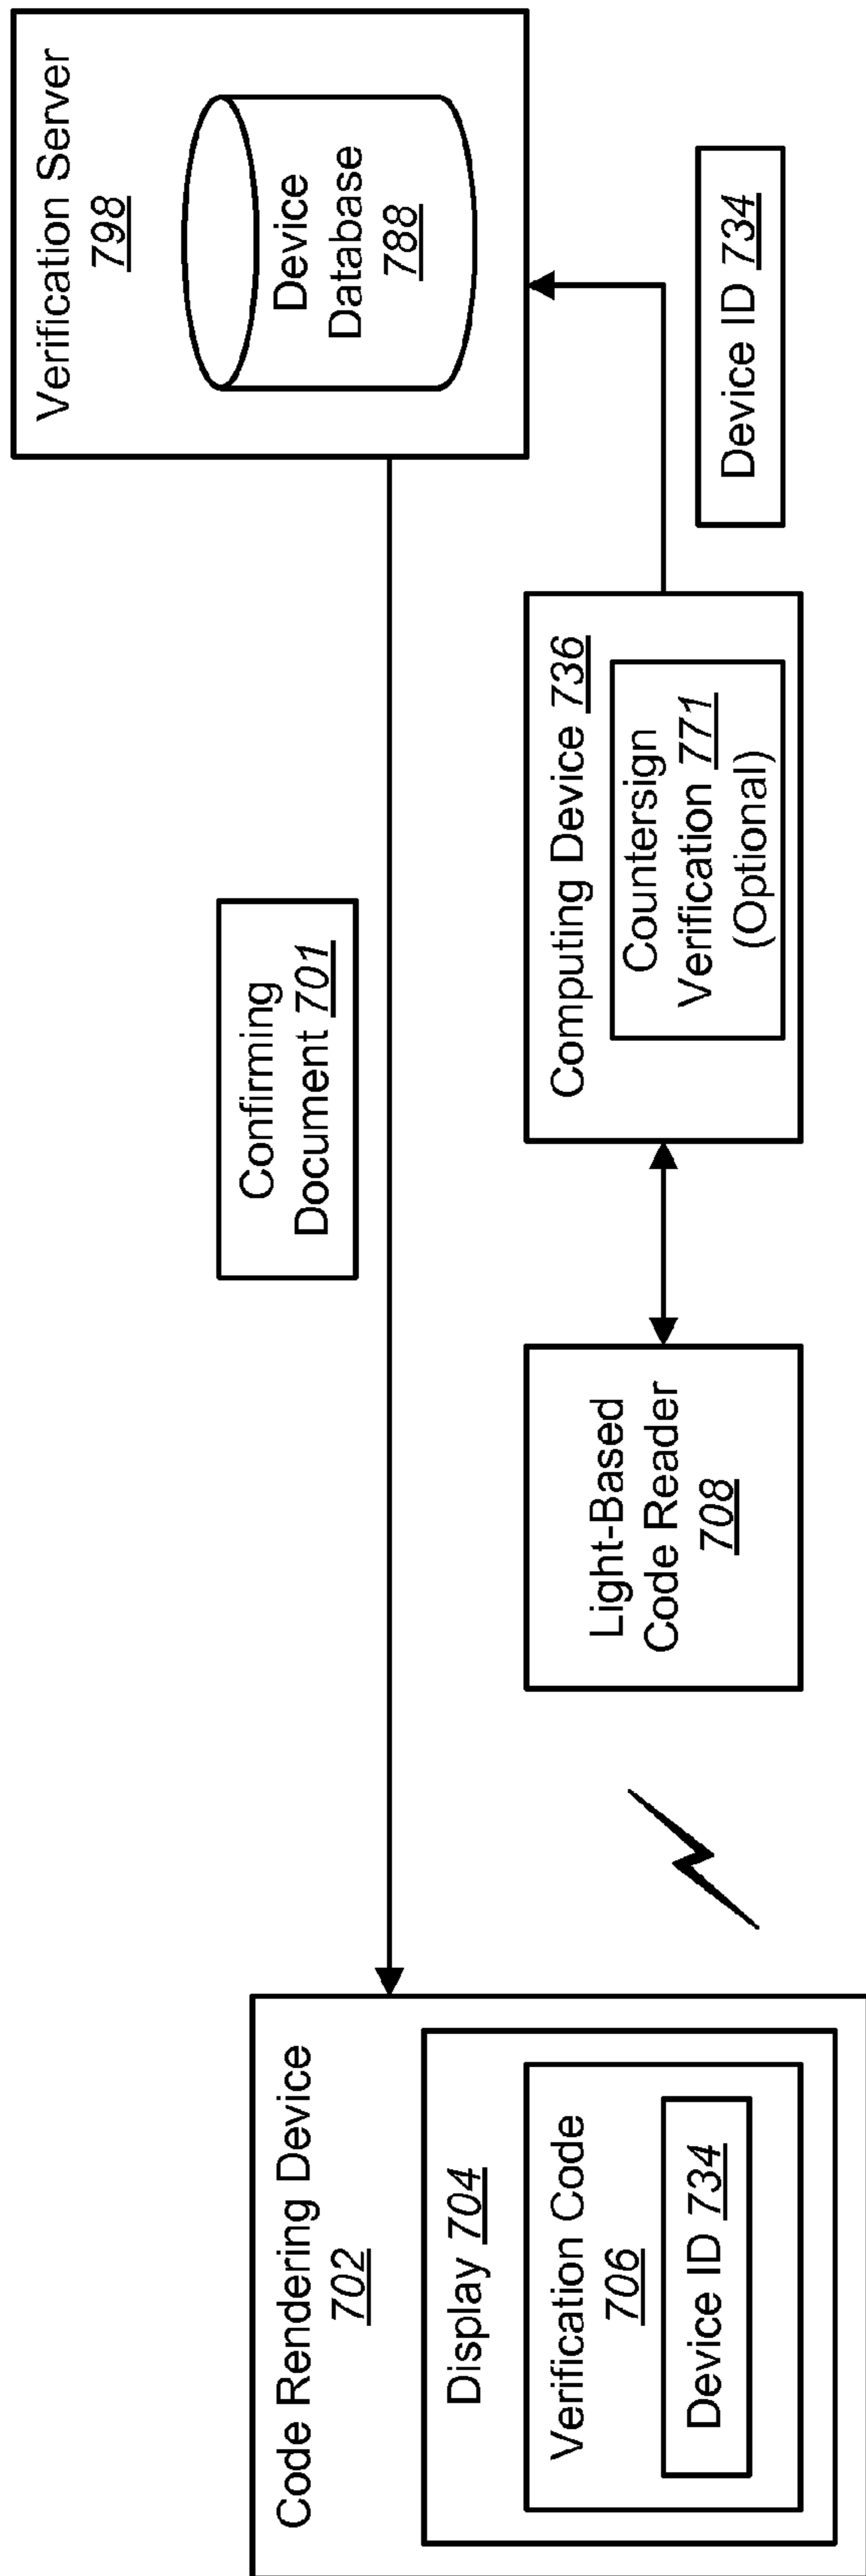 Code Rendering Device
702
Display 704
Verification Code
706
Device ID 734
Light-Based
Code Reader
708
Confirming
Document 701
Computing Device 736
Countersign
Verification 771
(Optional)
Verification Server
798
Device
Database
788
Device ID 734